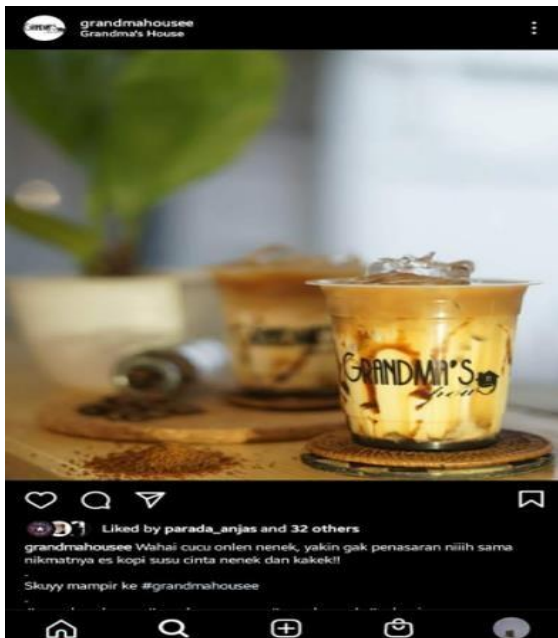 grandmahousee
Grandma's House
GRANDMA'S
Liked by parada_anjas and 32 others
grandmahousee Wahai cucu onlen nenek, yakin gak penasaran niiih sama
nikmatnya es kopi susu cinta nenek dan kakek!!
.
Skuyy mampir ke #grandmahousee